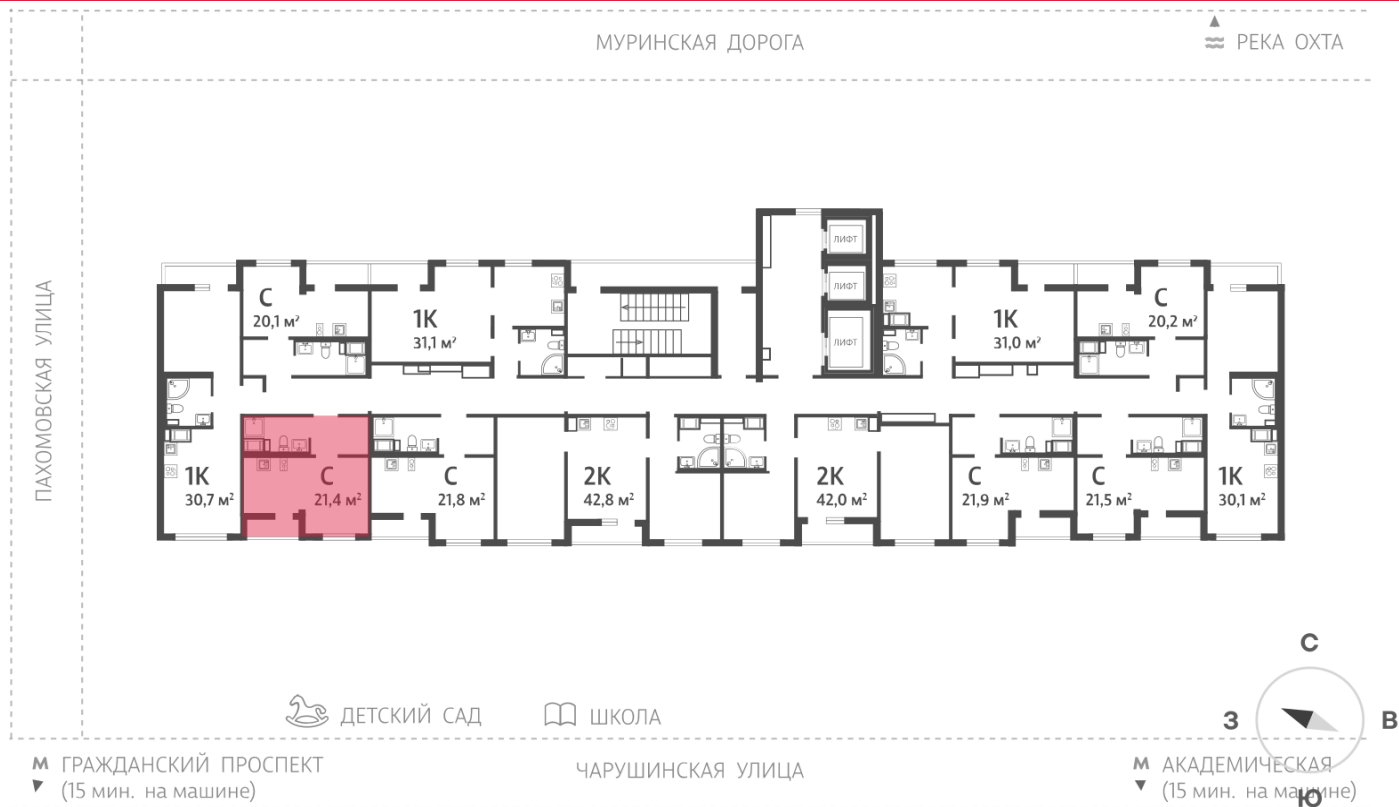 МУРИНСКАЯ ДОРОГА
РЕКА ОХТА
ПАХОМОВСКАЯ УЛИЦА
ЛИФТ
ЛИФТ
ЛИФТ
С
20,1 м²
1К
31,1 м²
1К
31,0 м²
С
20,2 м²
1К
30,7 м²
С
21,4 м²
С
21,8 м²
2К
42,8 м²
2К
42,0 м²
С
21,9 м²
С
21,5 м²
1К
30,1 м²
С
З
В
Ю
ДЕТСКИЙ САД
ШКОЛА
М ГРАЖДАНСКИЙ ПРОСПЕКТ
(15 мин. на машине)
ЧАРУШИНСКАЯ УЛИЦА
М АКАДЕМИЧЕСКАЯ
(15 мин. на машине)